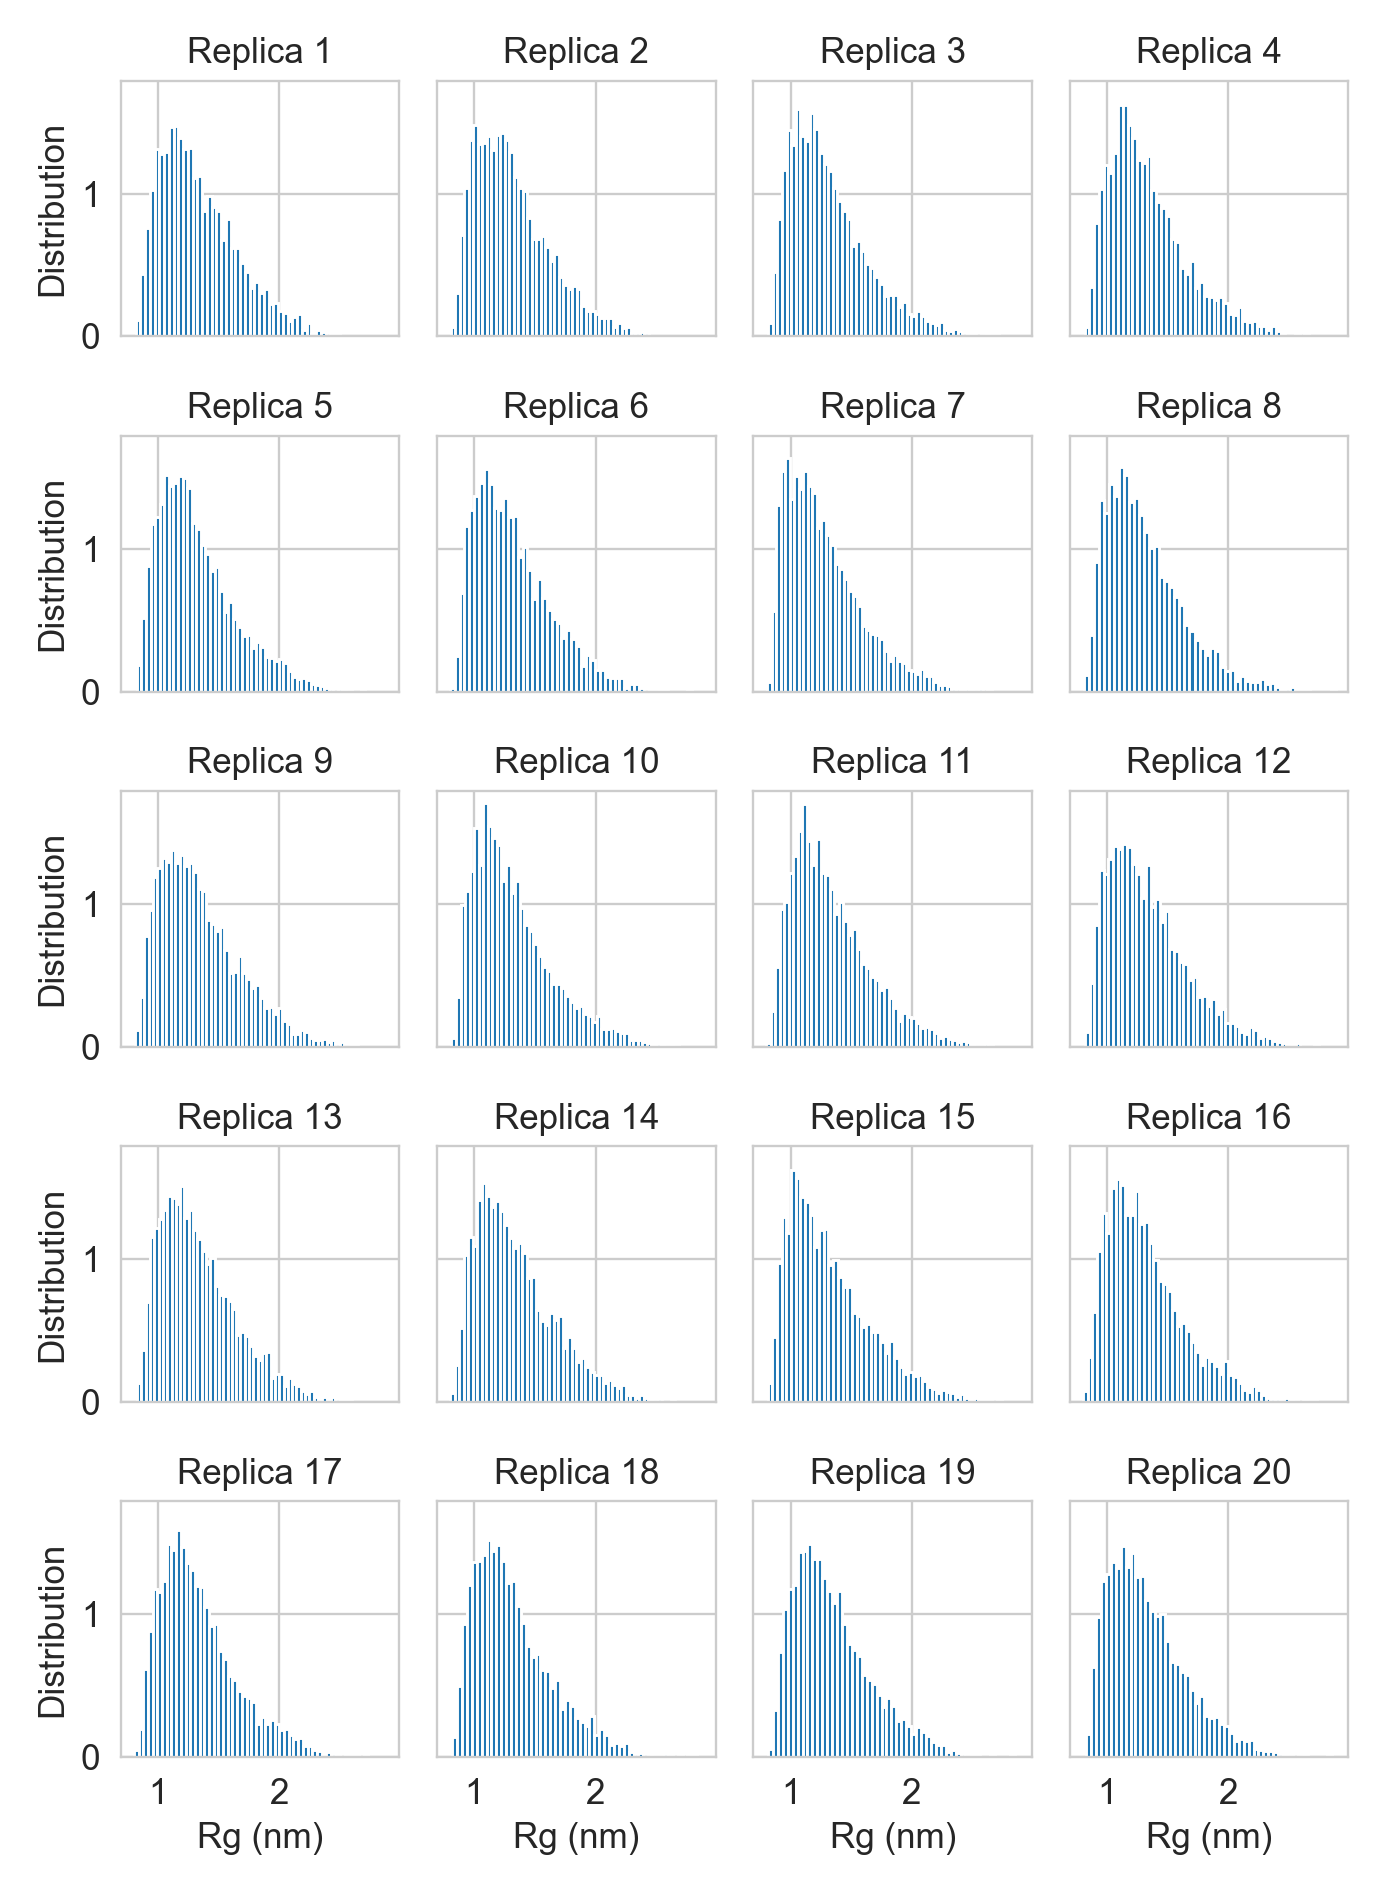 Replica 1 Replica 2 Replica 3 Replica 4
Distribution
1
0
Replica 5 Replica 6 Replica 7 Replica 8
Distribution
1
0
Replica 9 Replica 10 Replica 11 Replica 12
Distribution
1
0
Replica 13 Replica 14 Replica 15 Replica 16
Distribution
1
0
Replica 17 Replica 18 Replica 19 Replica 20
Distribution
1
0
1 2 1 2 1 2 1 2
Rg (nm) Rg (nm) Rg (nm) Rg (nm)